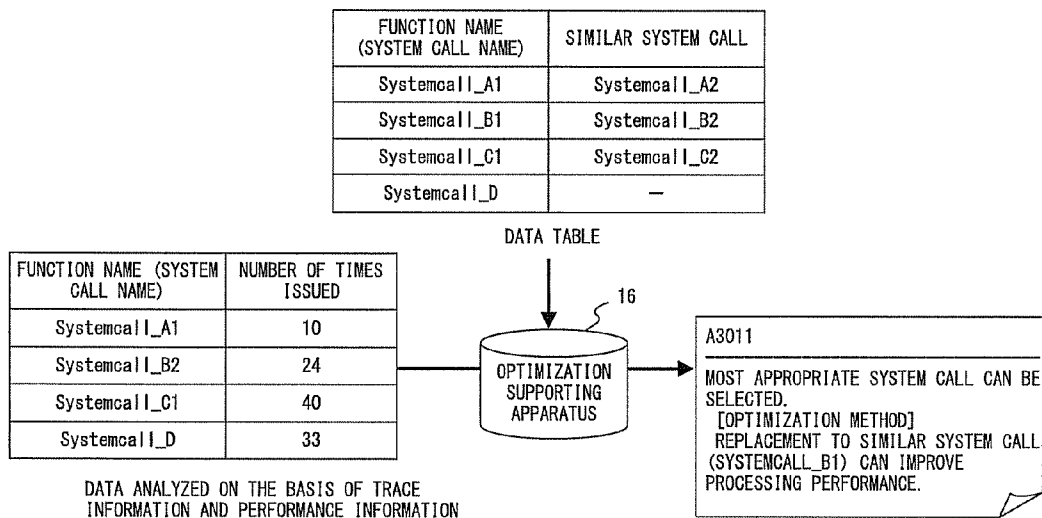 FUNCTION NAME
(SYSTEM CALL NAME)
SIMILAR SYSTEM CALL
Systemcall_A1
Systemcall_A2
Systemcall_B1
Systemcall_B2
Systemcall_C1
Systemcall_C2
Systemcall_D
—
DATA TABLE
FUNCTION NAME (SYSTEM
CALL NAME)
NUMBER OF TIMES
ISSUED
Systemcall_A1
10
Systemcall_B2
24
Systemcall_C1
40
Systemcall_D
33
DATA ANALYZED ON THE BASIS OF TRACE
INFORMATION AND PERFORMANCE INFORMATION
16
OPTIMIZATION
SUPPORTING
APPARATUS
A3011
MOST APPROPRIATE SYSTEM CALL CAN BE
SELECTED.
[OPTIMIZATION METHOD]
REPLACEMENT TO SIMILAR SYSTEM CALL
(SYSTEMCALL_B1) CAN IMPROVE
PROCESSING PERFORMANCE.